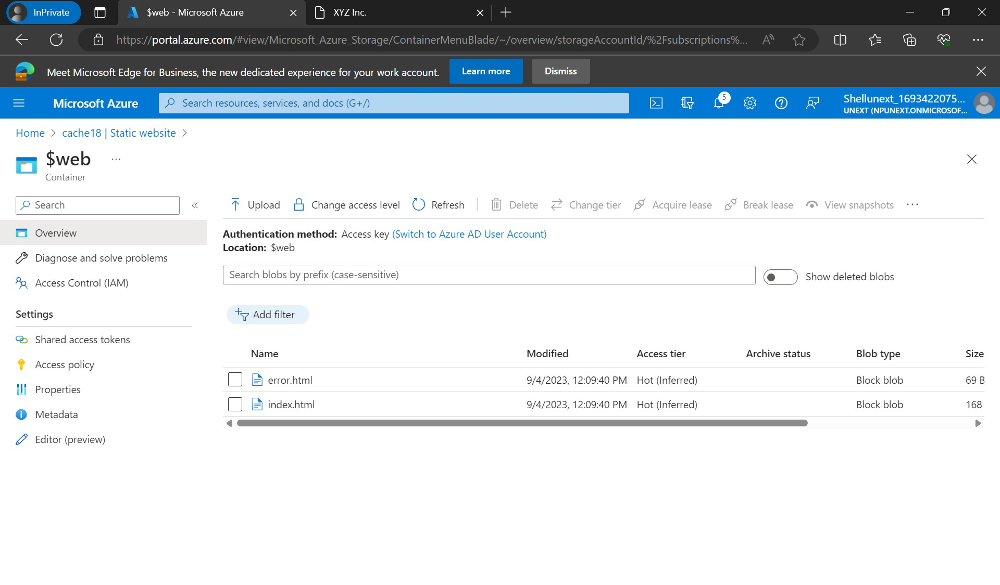 InPrivate
$web - Microsoft Azure
XYZ Inc.
https://portal.azure.com/#view/Microsoft_Azure_Storage/ContainerMenuBlade/~/overview/storageAccountId/%2Fsubscriptions%...
Meet Microsoft Edge for Business, the new dedicated experience for your work account.
Learn more
Dismiss
Microsoft Azure
Search resources, services, and docs (G+/)
5
Shellunext_1693422075...
UNEXT (NPUNEXT.ONMICROSOF...
Home > cache18 | Static website >
$web
...
Container
Search
Upload
Change access level
Refresh
Delete
Change tier
Acquire lease
Break lease
View snapshots
...
Overview
Diagnose and solve problems
Access Control (IAM)
Settings
Shared access tokens
Access policy
Properties
Metadata
Editor (preview)
Authentication method: Access key (Switch to Azure AD User Account)
Location: $web
Search blobs by prefix (case-sensitive)
Show deleted blobs
Add filter
Name Modified Access tier Archive status Blob type Size
error.html 9/4/2023, 12:09:40 PM Hot (Inferred) Block blob 69 B
index.html 9/4/2023, 12:09:40 PM Hot (Inferred) Block blob 168